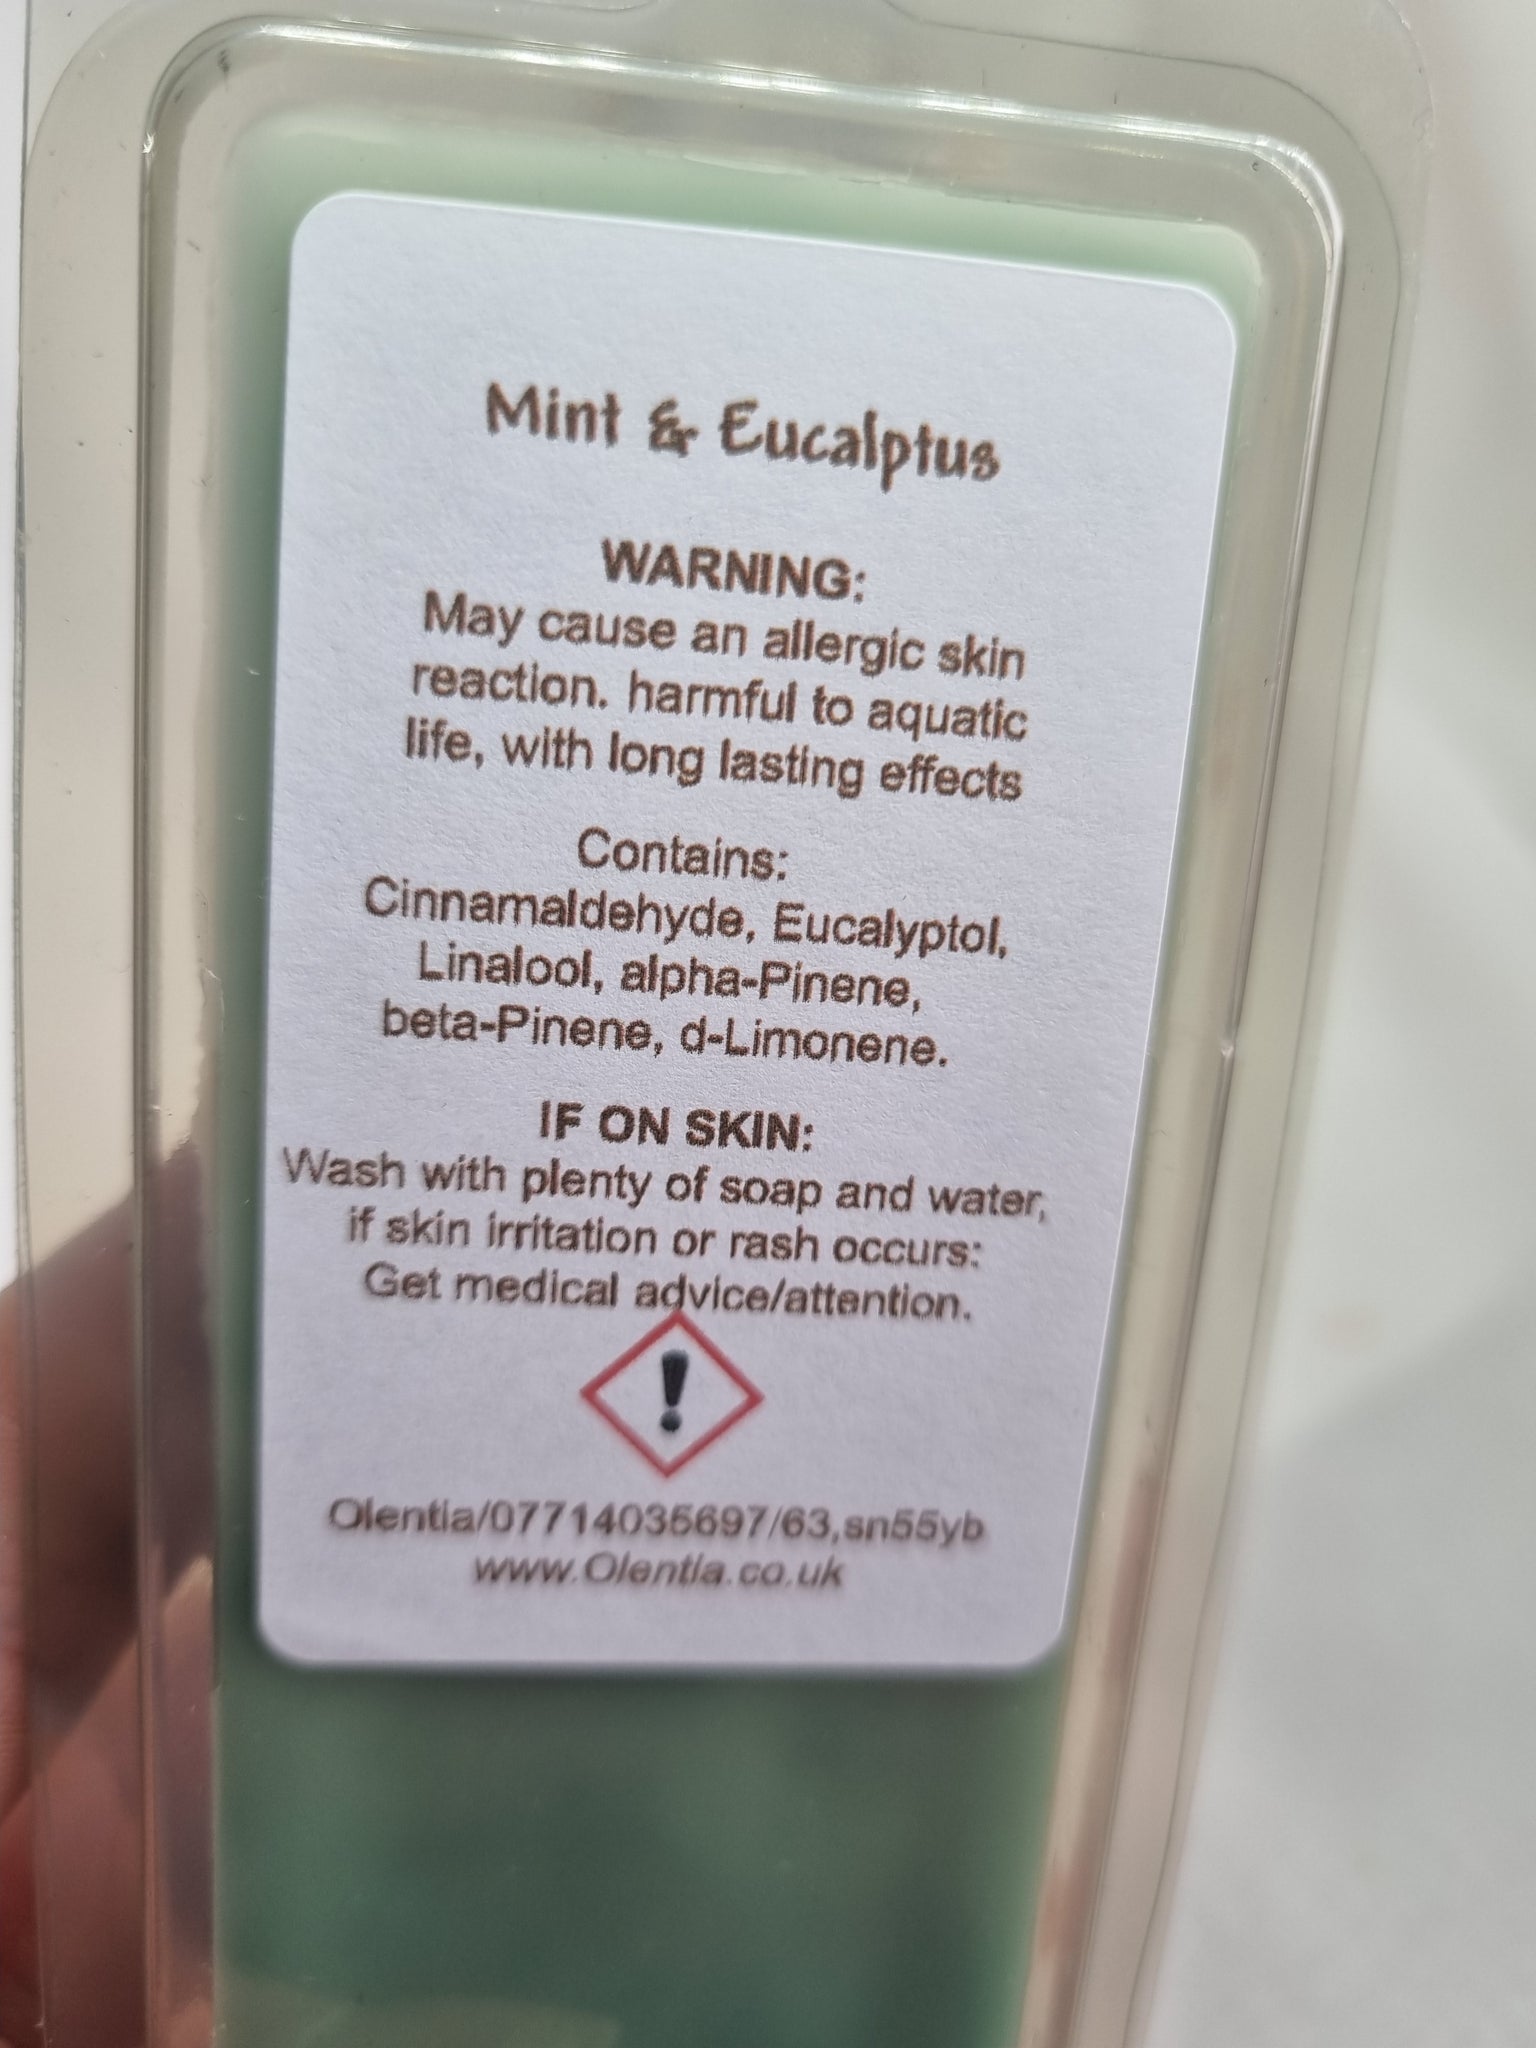 Mint & Eucalptus
WARNING:
May cause an allergic skin
reaction. harmful to aquatic
life, with long lasting effects
Contains:
Cinnamaldehyde, Eucalyptol,
Linalool, alpha-Pinene,
beta-Pinene, d-Limonene.
IF ON SKIN:
Wash with plenty of soap and water,
if skin irritation or rash occurs:
Get medical advice/attention.
Olentia/07714035697/63,sn55yb
www.Olentia.co.uk